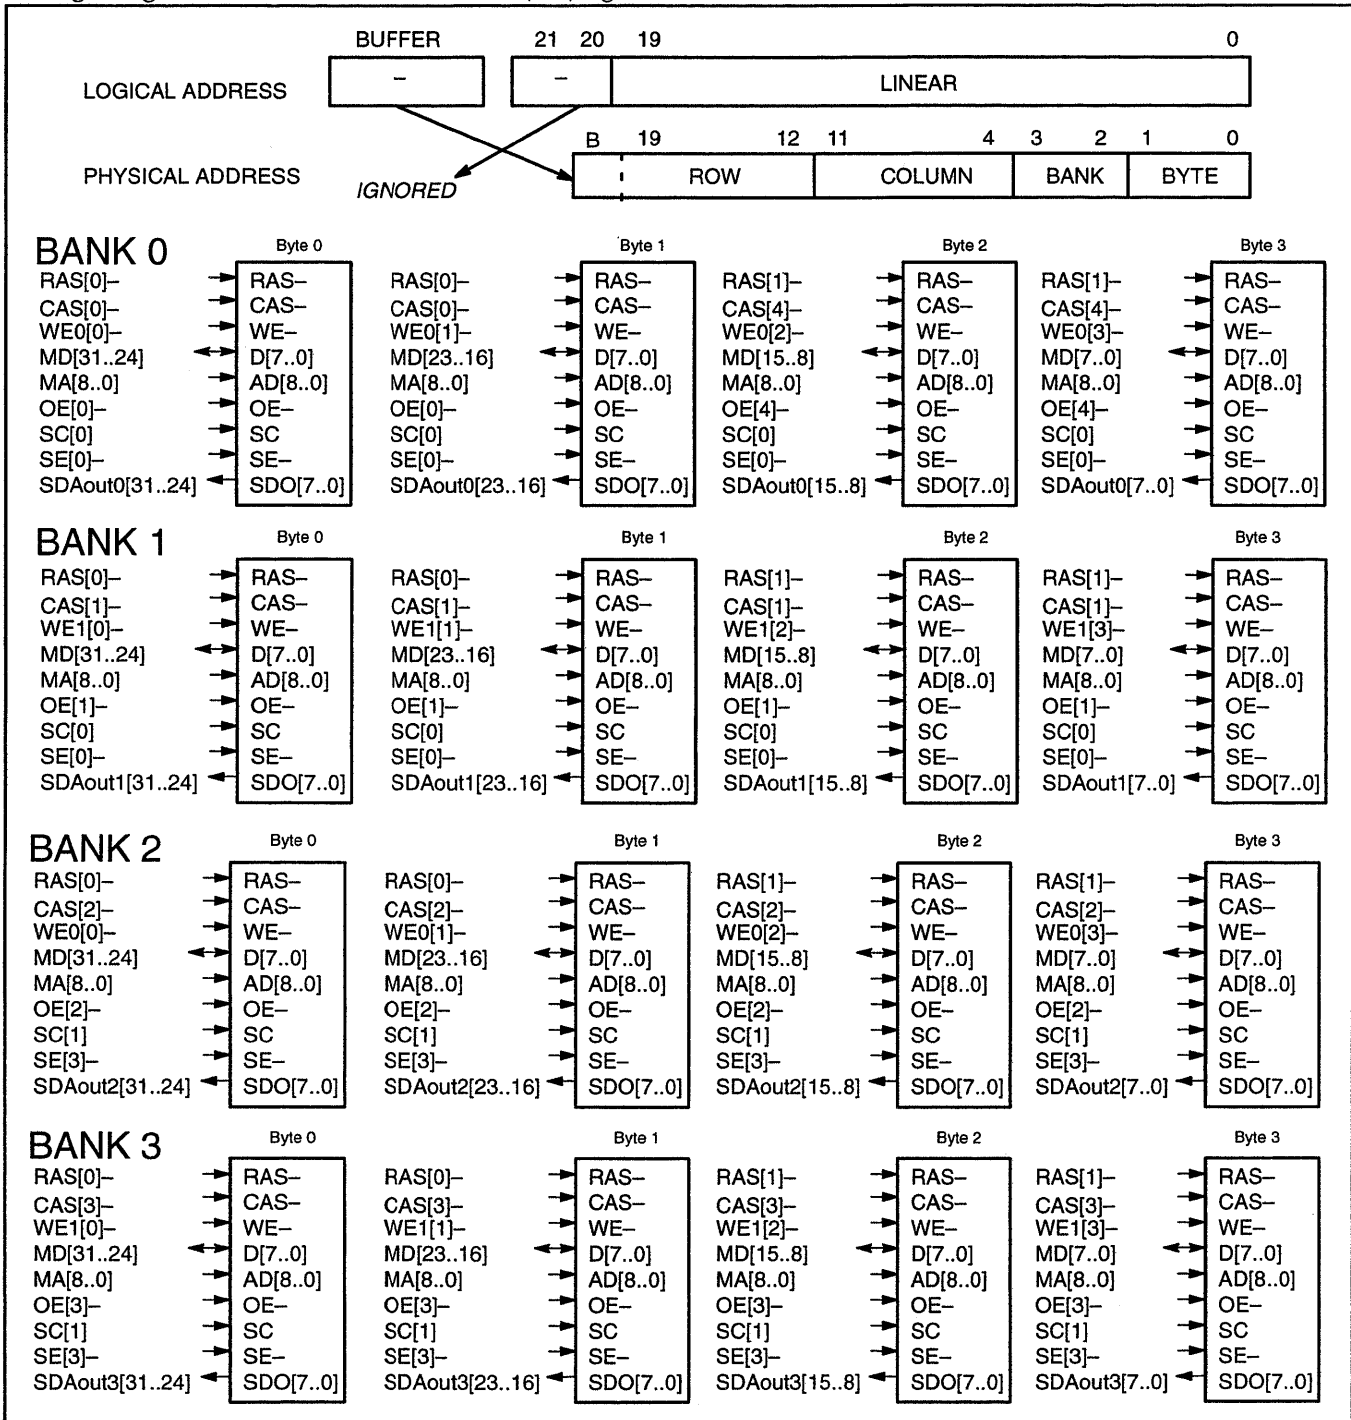 BUFFER 21 20 19 0
LOGICAL ADDRESS – – LINEAR
B 19 12 11 4 3 2 1 0
PHYSICAL ADDRESS IGNORED ROW COLUMN BANK BYTE
BANK 0 Byte 0 Byte 1 Byte 2 Byte 3
RAS[0]– RAS– RAS[0]– RAS– RAS[1]– RAS– RAS[1]– RAS–
CAS[0]– CAS– CAS[0]– CAS– CAS[4]– CAS– CAS[4]– CAS–
WE0[0]– WE– WE0[1]– WE– WE0[2]– WE– WE0[3]– WE–
MD[31..24] D[7..0] MD[23..16] D[7..0] MD[15..8] D[7..0] MD[7..0] D[7..0]
MA[8..0] AD[8..0] MA[8..0] AD[8..0] MA[8..0] AD[8..0] MA[8..0] AD[8..0]
OE[0]– OE– OE[0]– OE– OE[4]– OE– OE[4]– OE–
SC[0] SC SC[0] SC SC[0] SC SC[0] SC
SE[0]– SE– SE[0]– SE– SE[0]– SE– SE[0]– SE–
SDAout0[31..24] SDO[7..0] SDAout0[23..16] SDO[7..0] SDAout0[15..8] SDO[7..0] SDAout0[7..0] SDO[7..0]
BANK 1 Byte 0 Byte 1 Byte 2 Byte 3
RAS[0]– RAS– RAS[0]– RAS– RAS[1]– RAS– RAS[1]– RAS–
CAS[1]– CAS– CAS[1]– CAS– CAS[1]– CAS– CAS[1]– CAS–
WE1[0]– WE– WE1[1]– WE– WE1[2]– WE– WE1[3]– WE–
MD[31..24] D[7..0] MD[23..16] D[7..0] MD[15..8] D[7..0] MD[7..0] D[7..0]
MA[8..0] AD[8..0] MA[8..0] AD[8..0] MA[8..0] AD[8..0] MA[8..0] AD[8..0]
OE[1]– OE– OE[1]– OE– OE[1]– OE– OE[1]– OE–
SC[0] SC SC[0] SC SC[0] SC SC[0] SC
SE[0]– SE– SE[0]– SE– SE[0]– SE– SE[0]– SE–
SDAout1[31..24] SDO[7..0] SDAout1[23..16] SDO[7..0] SDAout1[15..8] SDO[7..0] SDAout1[7..0] SDO[7..0]
BANK 2 Byte 0 Byte 1 Byte 2 Byte 3
RAS[0]– RAS– RAS[0]– RAS– RAS[1]– RAS– RAS[1]– RAS–
CAS[2]– CAS– CAS[2]– CAS– CAS[2]– CAS– CAS[2]– CAS–
WE0[0]– WE– WE0[1]– WE– WE0[2]– WE– WE0[3]– WE–
MD[31..24] D[7..0] MD[23..16] D[7..0] MD[15..8] D[7..0] MD[7..0] D[7..0]
MA[8..0] AD[8..0] MA[8..0] AD[8..0] MA[8..0] AD[8..0] MA[8..0] AD[8..0]
OE[2]– OE– OE[2]– OE– OE[2]– OE– OE[2]– OE–
SC[1] SC SC[1] SC SC[1] SC SC[1] SC
SE[3]– SE– SE[3]– SE– SE[3]– SE– SE[3]– SE–
SDAout2[31..24] SDO[7..0] SDAout2[23..16] SDO[7..0] SDAout2[15..8] SDO[7..0] SDAout2[7..0] SDO[7..0]
BANK 3 Byte 0 Byte 1 Byte 2 Byte 3
RAS[0]– RAS– RAS[0]– RAS– RAS[1]– RAS– RAS[1]– RAS–
CAS[3]– CAS– CAS[3]– CAS– CAS[3]– CAS– CAS[3]– CAS–
WE1[0]– WE– WE1[1]– WE– WE1[2]– WE– WE1[3]– WE–
MD[31..24] D[7..0] MD[23..16] D[7..0] MD[15..8] D[7..0] MD[7..0] D[7..0]
MA[8..0] AD[8..0] MA[8..0] AD[8..0] MA[8..0] AD[8..0] MA[8..0] AD[8..0]
OE[3]– OE– OE[3]– OE– OE[3]– OE– OE[3]– OE–
SC[1] SC SC[1] SC SC[1] SC SC[1] SC
SE[3]– SE– SE[3]– SE– SE[3]– SE– SE[3]– SE–
SDAout3[31..24] SDO[7..0] SDAout3[23..16] SDO[7..0] SDAout3[15..8] SDO[7..0] SDAout3[7..0] SDO[7..0]